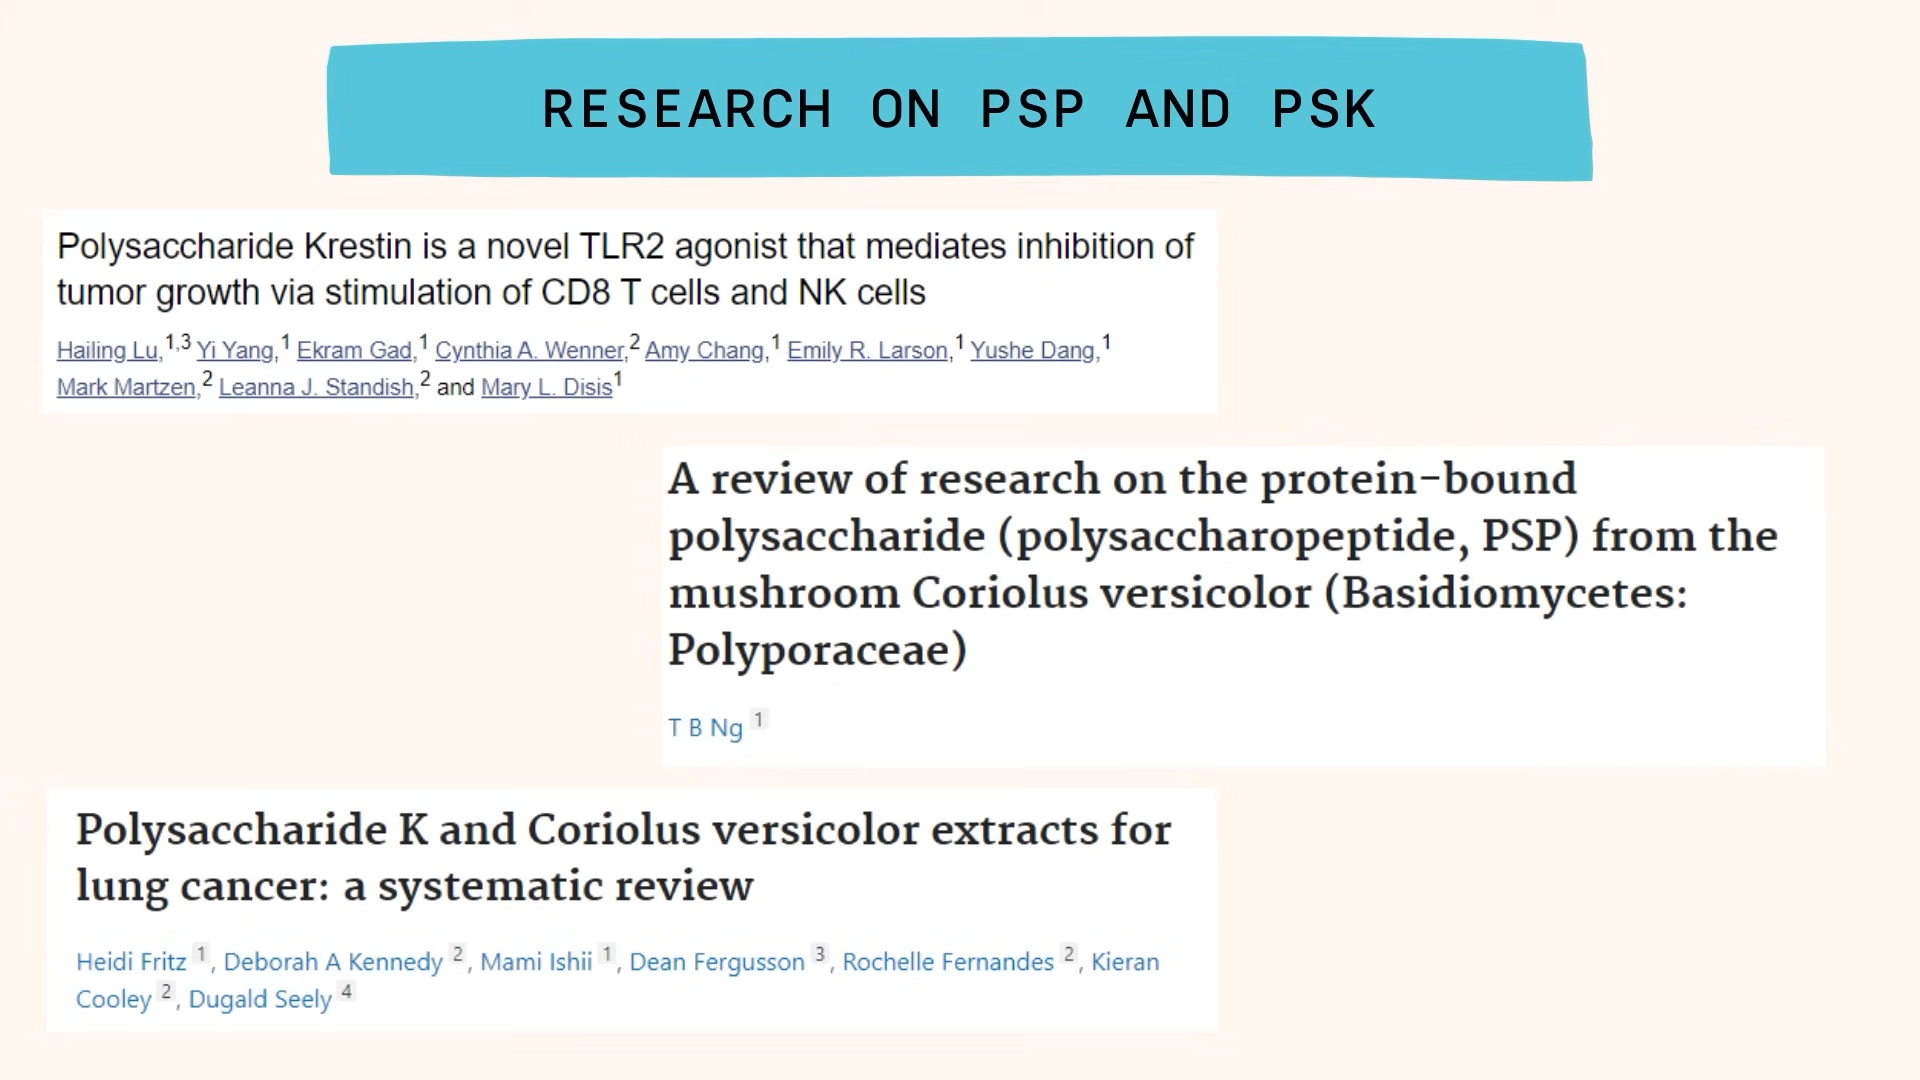 RESEARCH ON PSP AND PSK
Polysaccharide Krestin is a novel TLR2 agonist that mediates inhibition of
tumor growth via stimulation of CD8 T cells and NK cells
Hailing Lu,1,3 Yi Yang,1 Ekram Gad,1 Cynthia A. Wenner,2 Amy Chang,1 Emily R. Larson,1 Yushe Dang,1
Mark Martzen,2 Leanna J. Standish,2 and Mary L. Disis1
A review of research on the protein-bound
polysaccharide (polysaccharopeptide, PSP) from the
mushroom Coriolus versicolor (Basidiomycetes:
Polyporaceae)
T B Ng 1
Polysaccharide K and Coriolus versicolor extracts for
lung cancer: a systematic review
Heidi Fritz 1, Deborah A Kennedy 2, Mami Ishii 1, Dean Fergusson 3, Rochelle Fernandes 2, Kieran
Cooley 2, Dugald Seely 4